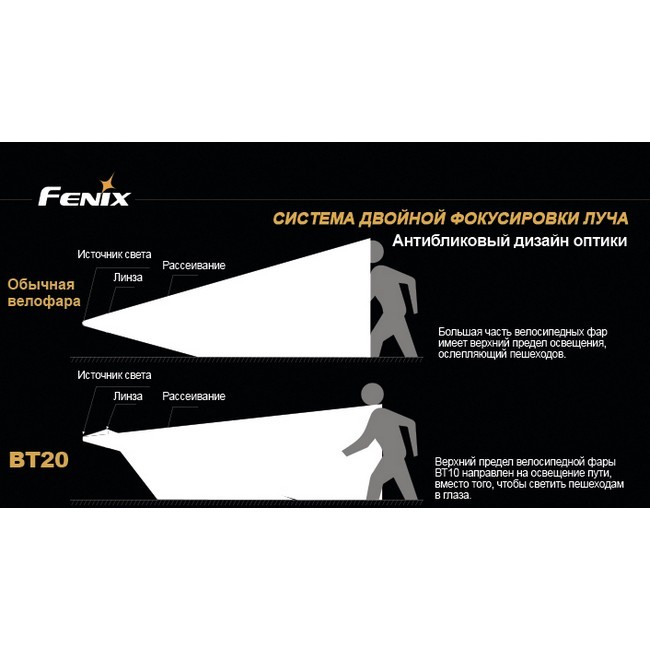 FENIX
СИСТЕМА ДВОЙНОЙ ФОКУСИРОВКИ ЛУЧА
Антибликовый дизайн оптики
Источник света
Линза
Рассеивание
Обычная
велофара
Большая часть велосипедных фар
имеет верхний предел освещения,
ослепляющий пешеходов.
Источник света
Линза
Рассеивание
BT20
Верхний предел велосипедной фары
BT10 направлен на освещение пути,
вместо того, чтобы светить пешеходам
в глаза.